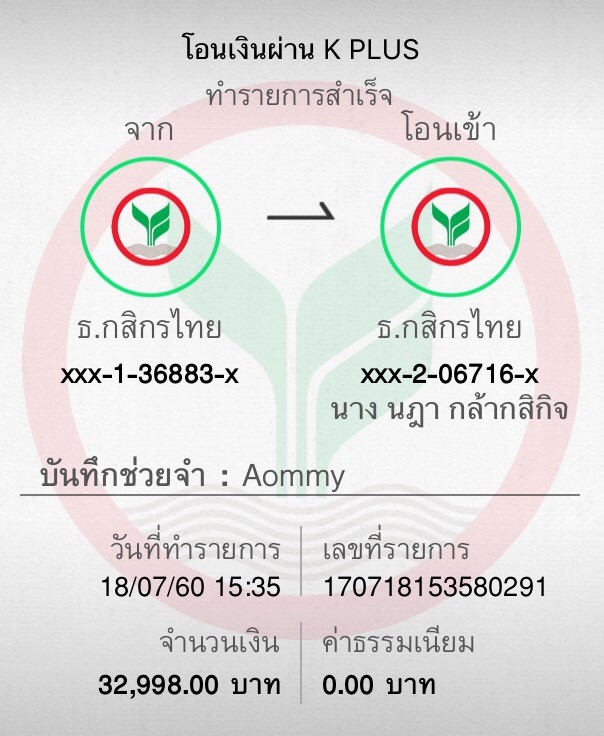 โอนเงินผ่าน K PLUS
ทำรายการสำเร็จ
จาก
โอนเข้า
ธ.กสิกรไทย
ธ.กสิกรไทย
xxx-1-36883-x
xxx-2-06716-x
นาง นฎา กล้ากสิกิจ
บันทึกช่วยจำ : Aommy
วันที่ทำรายการ
เลขที่รายการ
18/07/60 15:35
170718153580291
จำนวนเงิน
ค่าธรรมเนียม
32,998.00 บาท
0.00 บาท